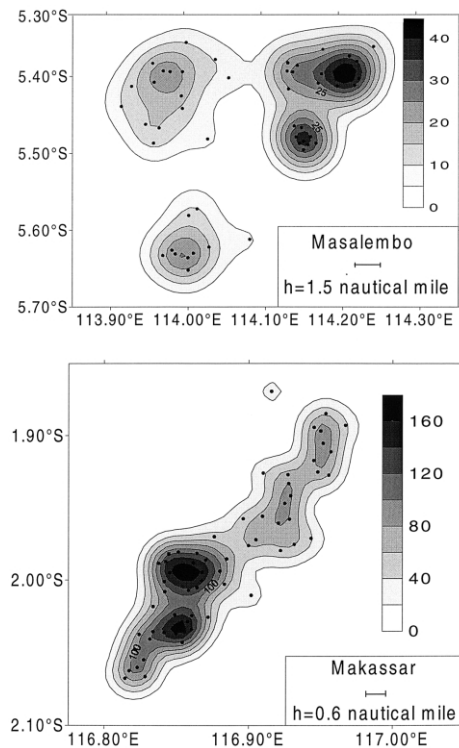 5.30°S
5.40°S
5.50°S
5.60°S
5.70°S
113.90°E 114.00°E 114.10°E 114.20°E 114.30°E
40
30
20
10
0
25
25
Masalembo
h=1.5 nautical mile
1.90°S
2.00°S
2.10°S
116.80°E 116.90°E 117.00°E
160
120
80
40
0
100
100
Makassar
h=0.6 nautical mile